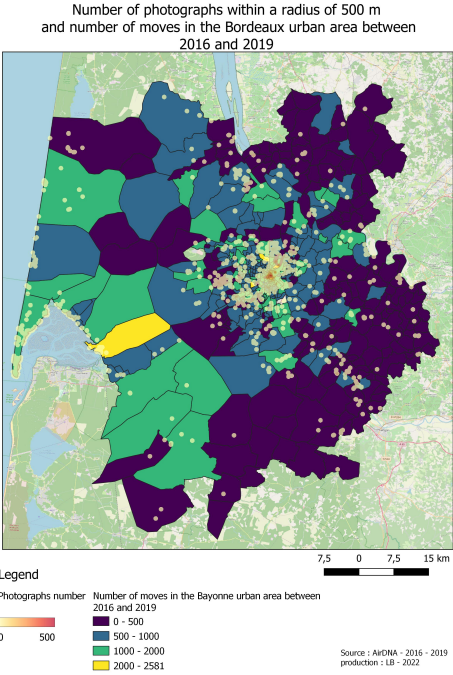 Number of photographs within a radius of 500 m
and number of moves in the Bordeaux urban area between
2016 and 2019
7,5 0 7,5 15 km
Legend
Photographs number
0 500
Number of moves in the Bayonne urban area between
2016 and 2019
0 - 500
500 - 1000
1000 - 2000
2000 - 2581
Source : AirDNA - 2016 - 2019
production : LB - 2022